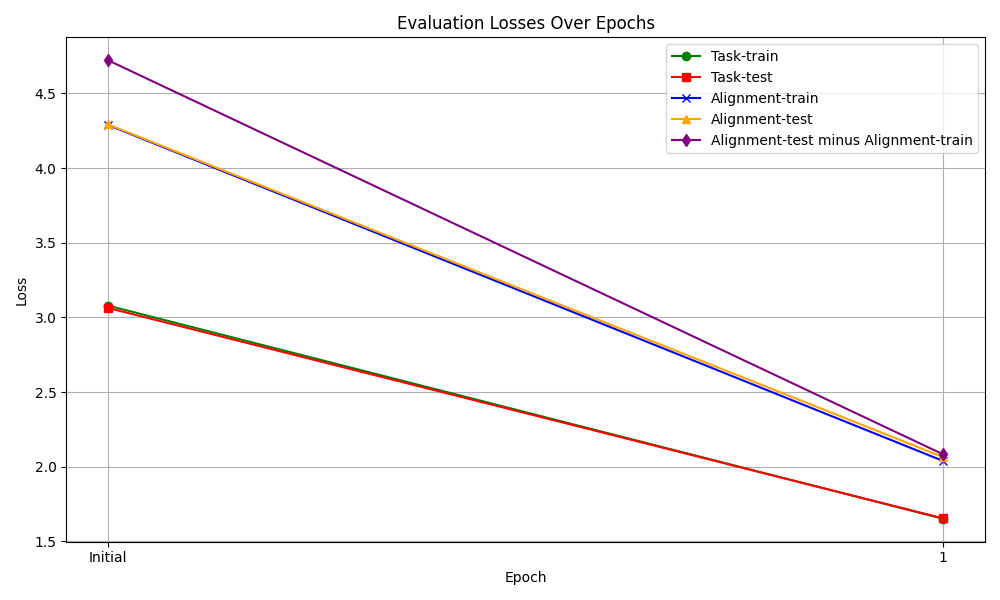 Evaluation Losses Over Epochs
Task-train
Task-test
Alignment-train
Alignment-test
Alignment-test minus Alignment-train
4.5
4.0
3.5
3.0
2.5
2.0
1.5
Loss
Initial
1
Epoch